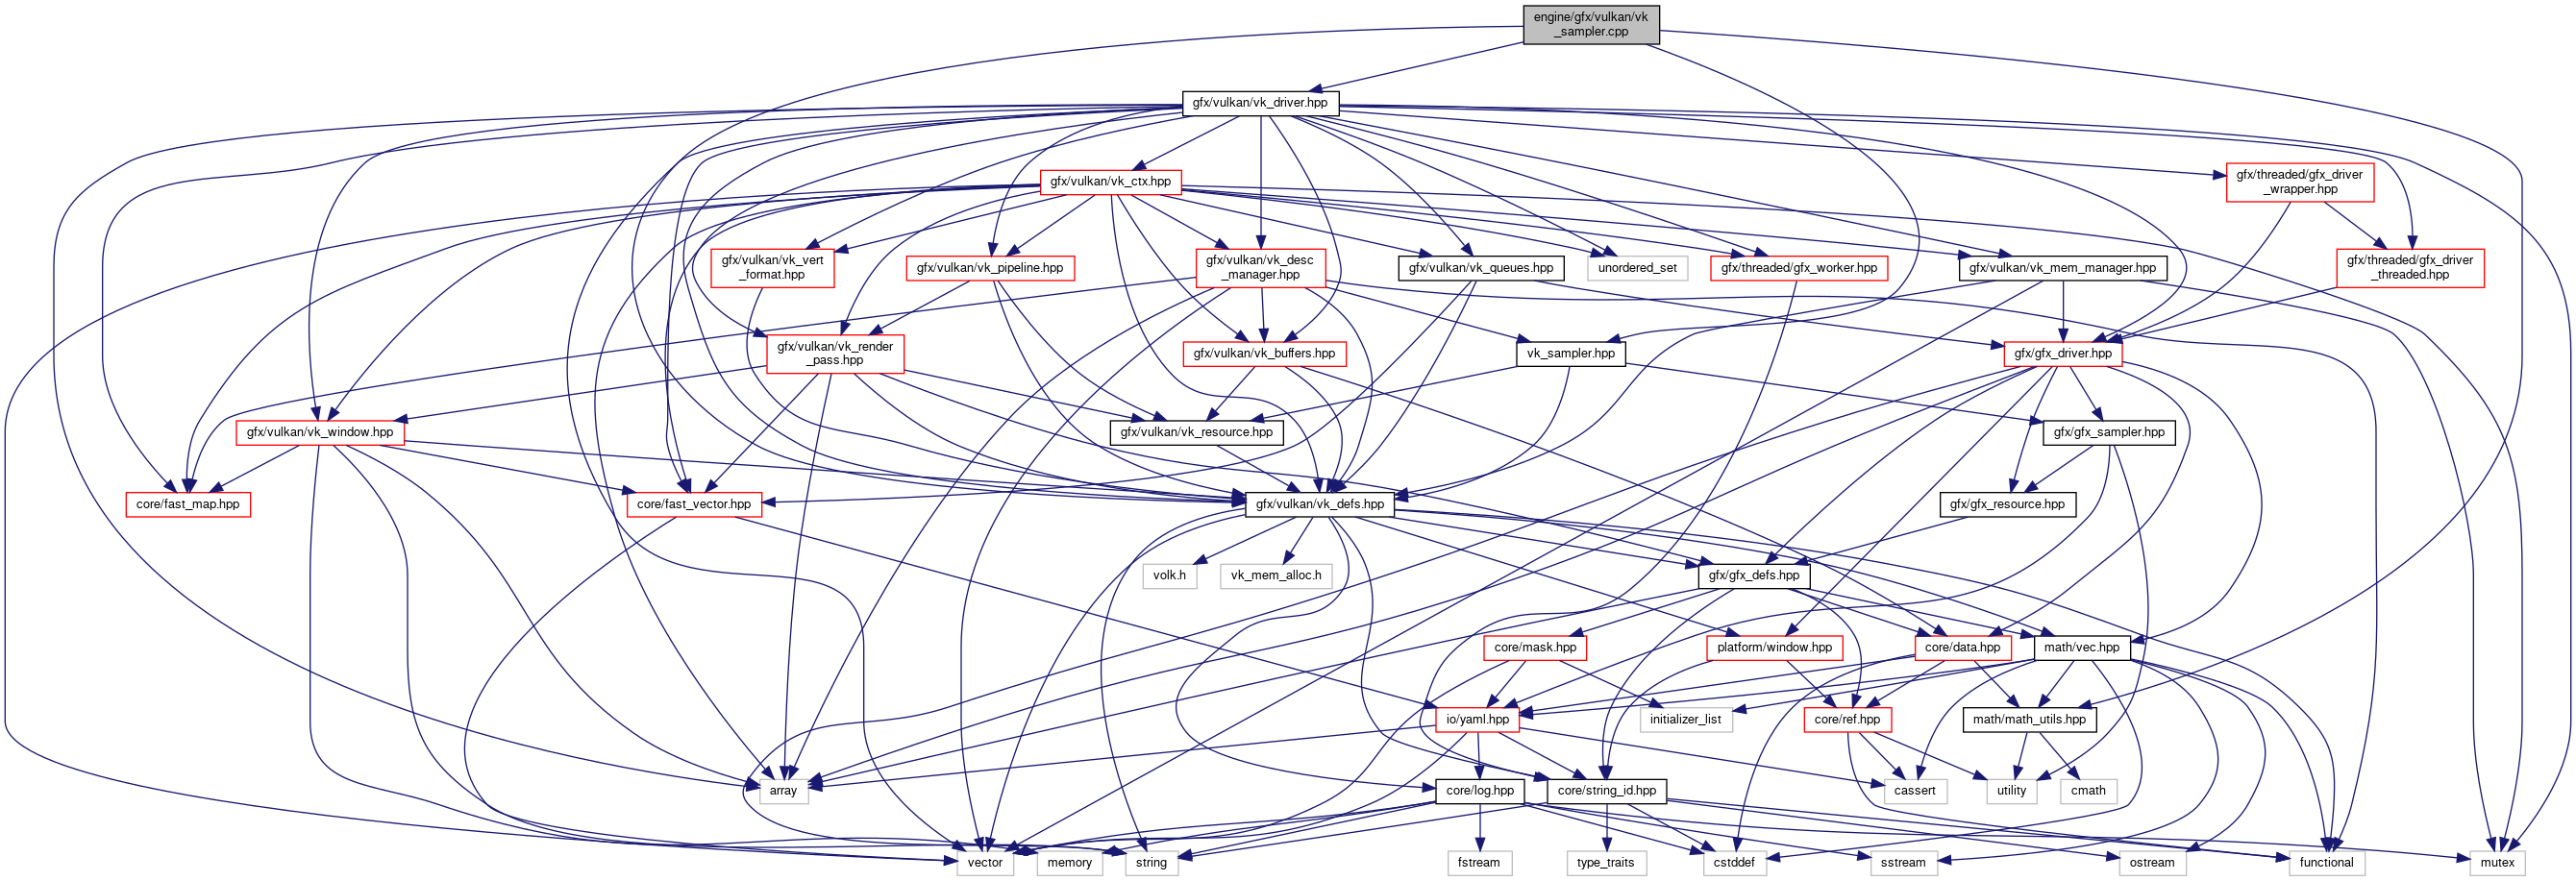 engine/gfx/vulkan/vk
_sampler.cpp
gfx/vulkan/vk_driver.hpp
gfx/vulkan/vk_ctx.hpp
gfx/threaded/gfx_driver
_wrapper.hpp
gfx/vulkan/vk_vert
_format.hpp
gfx/vulkan/vk_pipeline.hpp
gfx/vulkan/vk_desc
_manager.hpp
gfx/vulkan/vk_queues.hpp
unordered_set
gfx/threaded/gfx_worker.hpp
gfx/vulkan/vk_mem_manager.hpp
gfx/threaded/gfx_driver
_threaded.hpp
gfx/vulkan/vk_render
_pass.hpp
gfx/vulkan/vk_buffers.hpp
vk_sampler.hpp
gfx/gfx_driver.hpp
gfx/vulkan/vk_window.hpp
gfx/vulkan/vk_resource.hpp
gfx/gfx_sampler.hpp
core/fast_map.hpp
core/fast_vector.hpp
gfx/vulkan/vk_defs.hpp
gfx/gfx_resource.hpp
volk.h
vk_mem_alloc.h
gfx/gfx_defs.hpp
core/mask.hpp
platform/window.hpp
core/data.hpp
math/vec.hpp
io/yaml.hpp
initializer_list
core/ref.hpp
math/math_utils.hpp
array
core/log.hpp
core/string_id.hpp
cassert
utility
cmath
vector
memory
string
fstream
type_traits
cstddef
sstream
ostream
functional
mutex